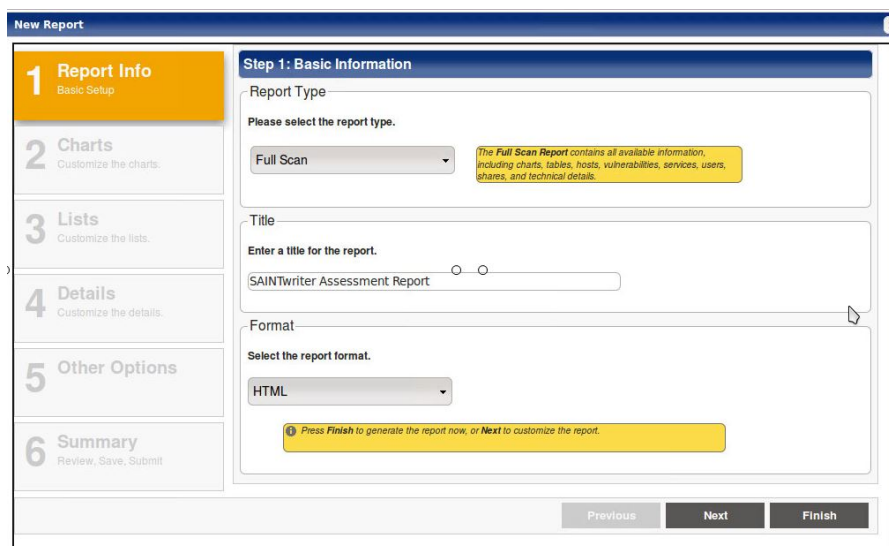 New Report
1 Report Info
Basic Setup
2 Charts
Customize the charts.
3 Lists
Customize the lists.
4 Details
Customize the details.
5 Other Options
6 Summary
Review, Save, Submit
Step 1: Basic Information
Report Type
Please select the report type.
Full Scan
The Full Scan Report contains all available information,
including charts, tables, hosts, vulnerabilities, services, users,
shares, and technical details.
Title
Enter a title for the report.
SAINTwriter Assessment Report
Format
Select the report format.
HTML
Press Finish to generate the report now, or Next to customize the report.
Previous Next Finish